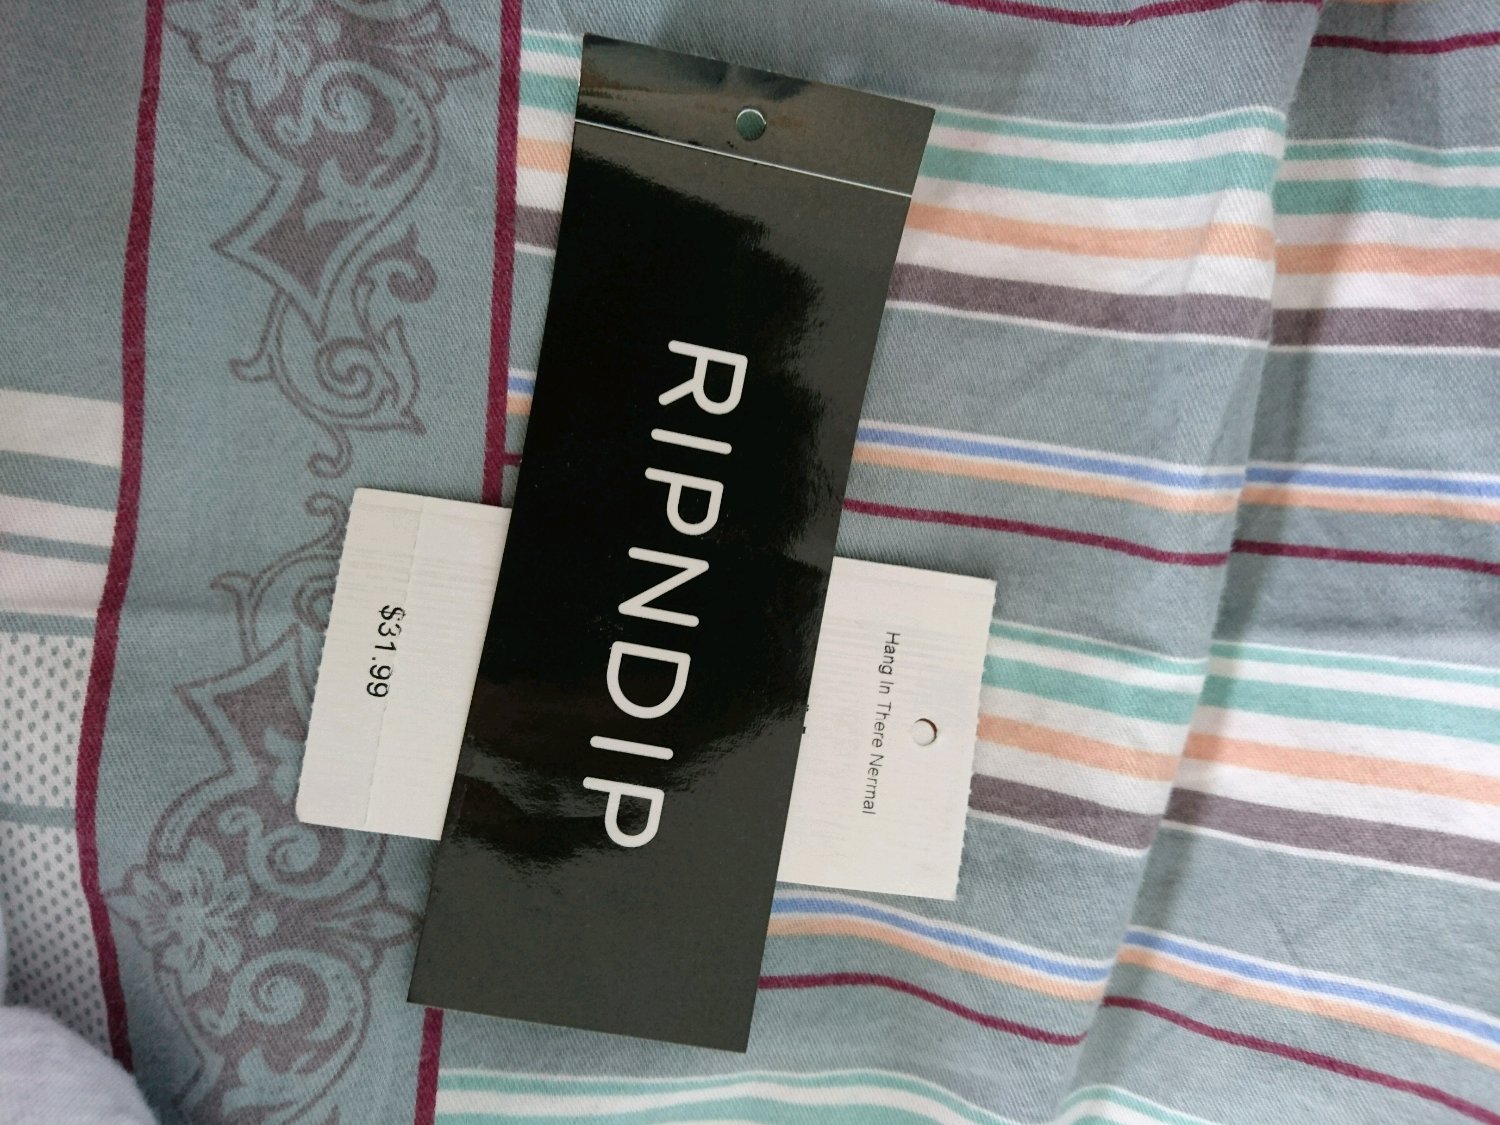 RIPNDIP
Hang In There Nermal
$31.99